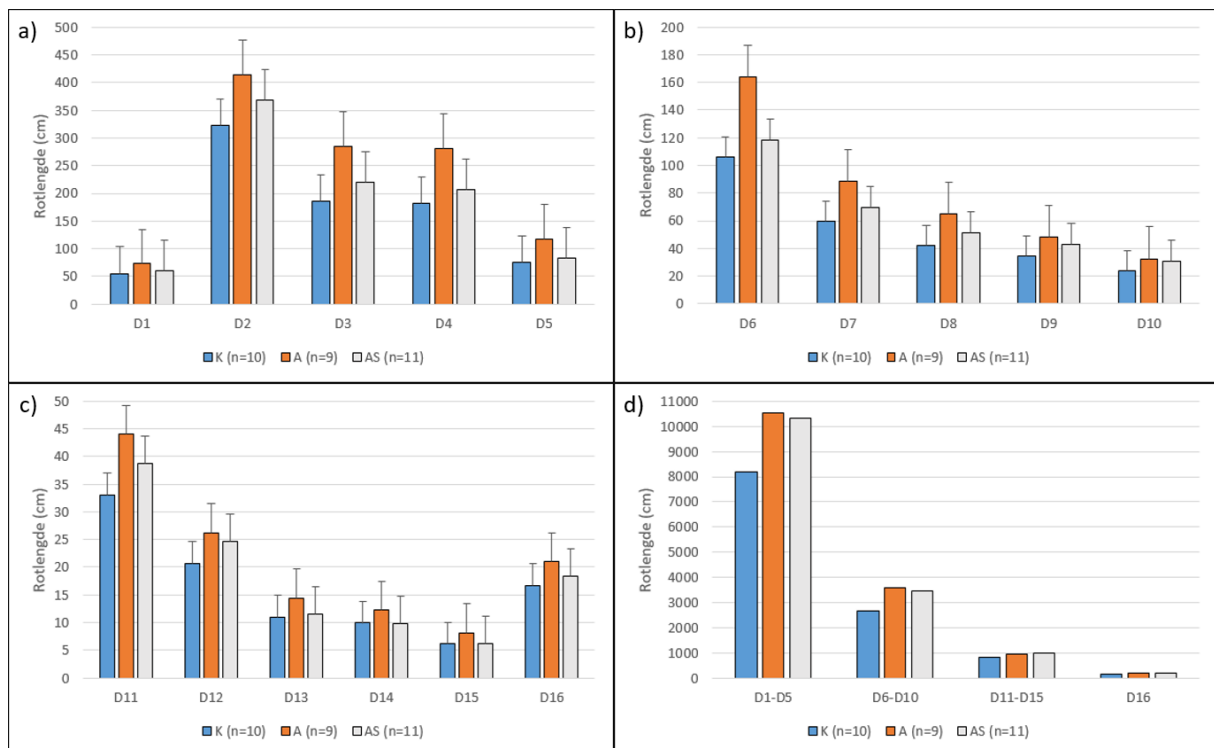 a)
Rotlengde (cm)
500
450
400
350
300
250
200
150
100
50
0
D1 D2 D3 D4 D5
K (n=10) A (n=9) AS (n=11)
b)
Rotlengde (cm)
200
180
160
140
120
100
80
60
40
20
0
D6 D7 D8 D9 D10
K (n=10) A (n=9) AS (n=11)
c)
Rotlengde (cm)
50
45
40
35
30
25
20
15
10
5
0
D11 D12 D13 D14 D15 D16
K (n=10) A (n=9) AS (n=11)
d)
Rotlengde (cm)
11000
10000
9000
8000
7000
6000
5000
4000
3000
2000
1000
0
D1-D5 D6-D10 D11-D15 D16
K (n=10) A (n=9) AS (n=11)